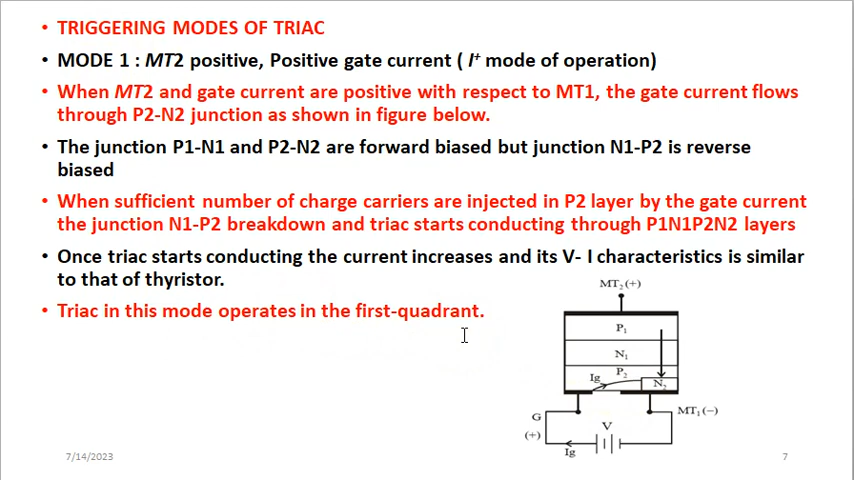 • TRIGGERING MODES OF TRIAC
• MODE 1 : MT2 positive, Positive gate current ( I⁺ mode of operation)
• When MT2 and gate current are positive with respect to MT1, the gate current flows
through P2-N2 junction as shown in figure below.
• The junction P1-N1 and P2-N2 are forward biased but junction N1-P2 is reverse
biased
• When sufficient number of charge carriers are injected in P2 layer by the gate current
the junction N1-P2 breakdown and triac starts conducting through P1N1P2N2 layers
• Once triac starts conducting the current increases and its V- I characteristics is similar
to that of thyristor.
• Triac in this mode operates in the first-quadrant.
MT₂(+)
P₁
N₁
P₂
Ig
N₂
G
MT₁(−)
(+)
V
Ig
7/14/2023
7